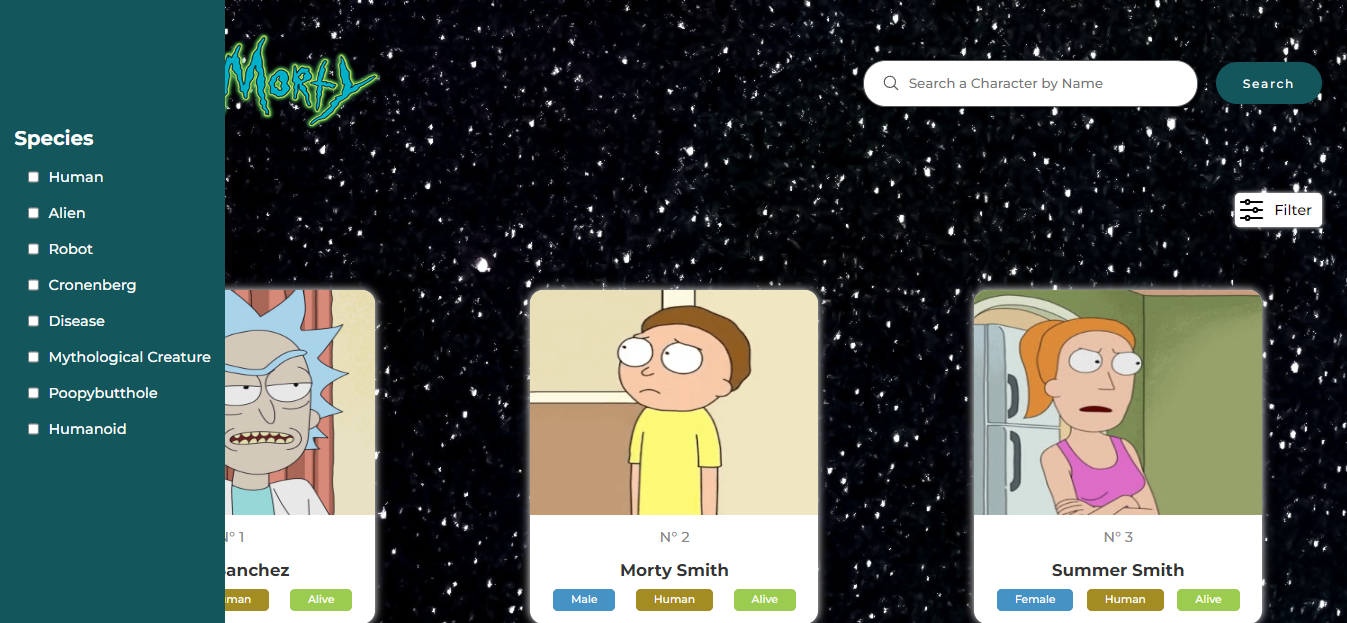 Morty
Search a Character by Name
Search
Species
Human
Alien
Robot
Cronenberg
Disease
Mythological Creature
Poopybutthole
Humanoid
Filter
N° 1
anchez
man
Alive
N° 2
Morty Smith
Male
Human
Alive
N° 3
Summer Smith
Female
Human
Alive